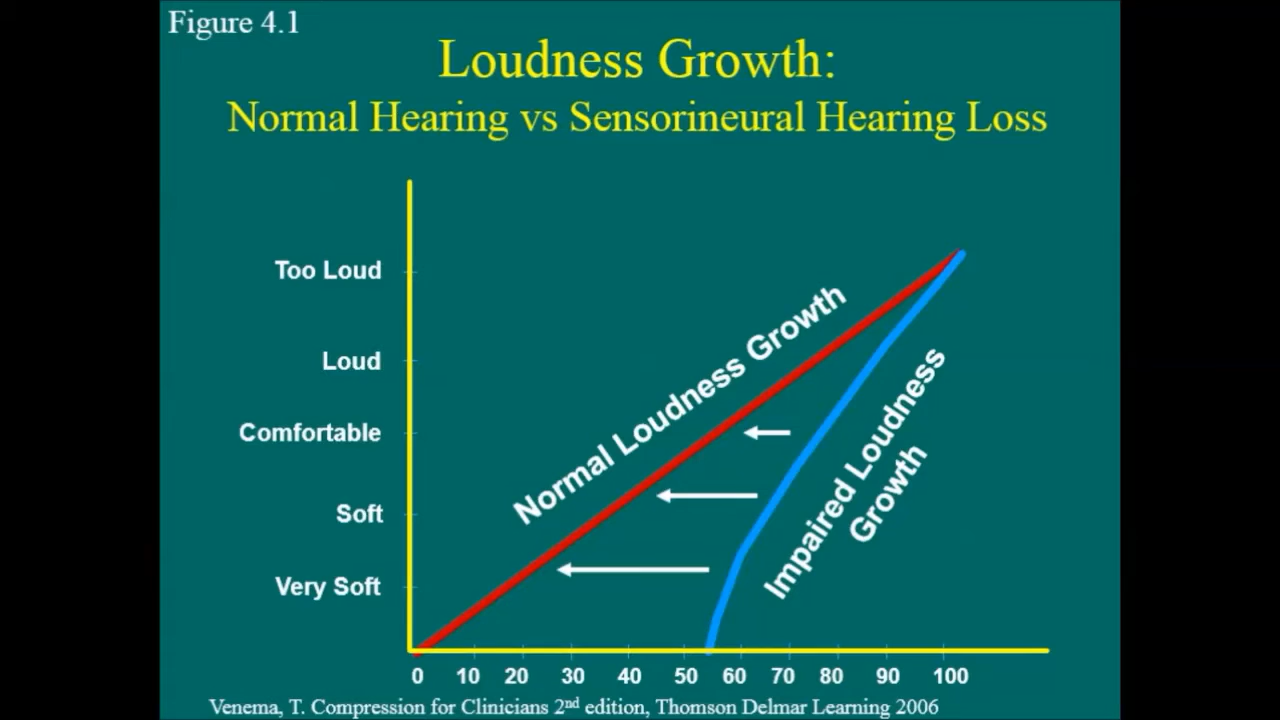 Figure 4.1
Loudness Growth:
Normal Hearing vs Sensorineural Hearing Loss
Too Loud
Loud
Comfortable
Soft
Very Soft
Normal Loudness Growth
Impaired Loudness
Growth
0 10 20 30 40 50 60 70 80 90 100
Venema, T. Compression for Clinicians 2nd edition, Thomson Delmar Learning 2006